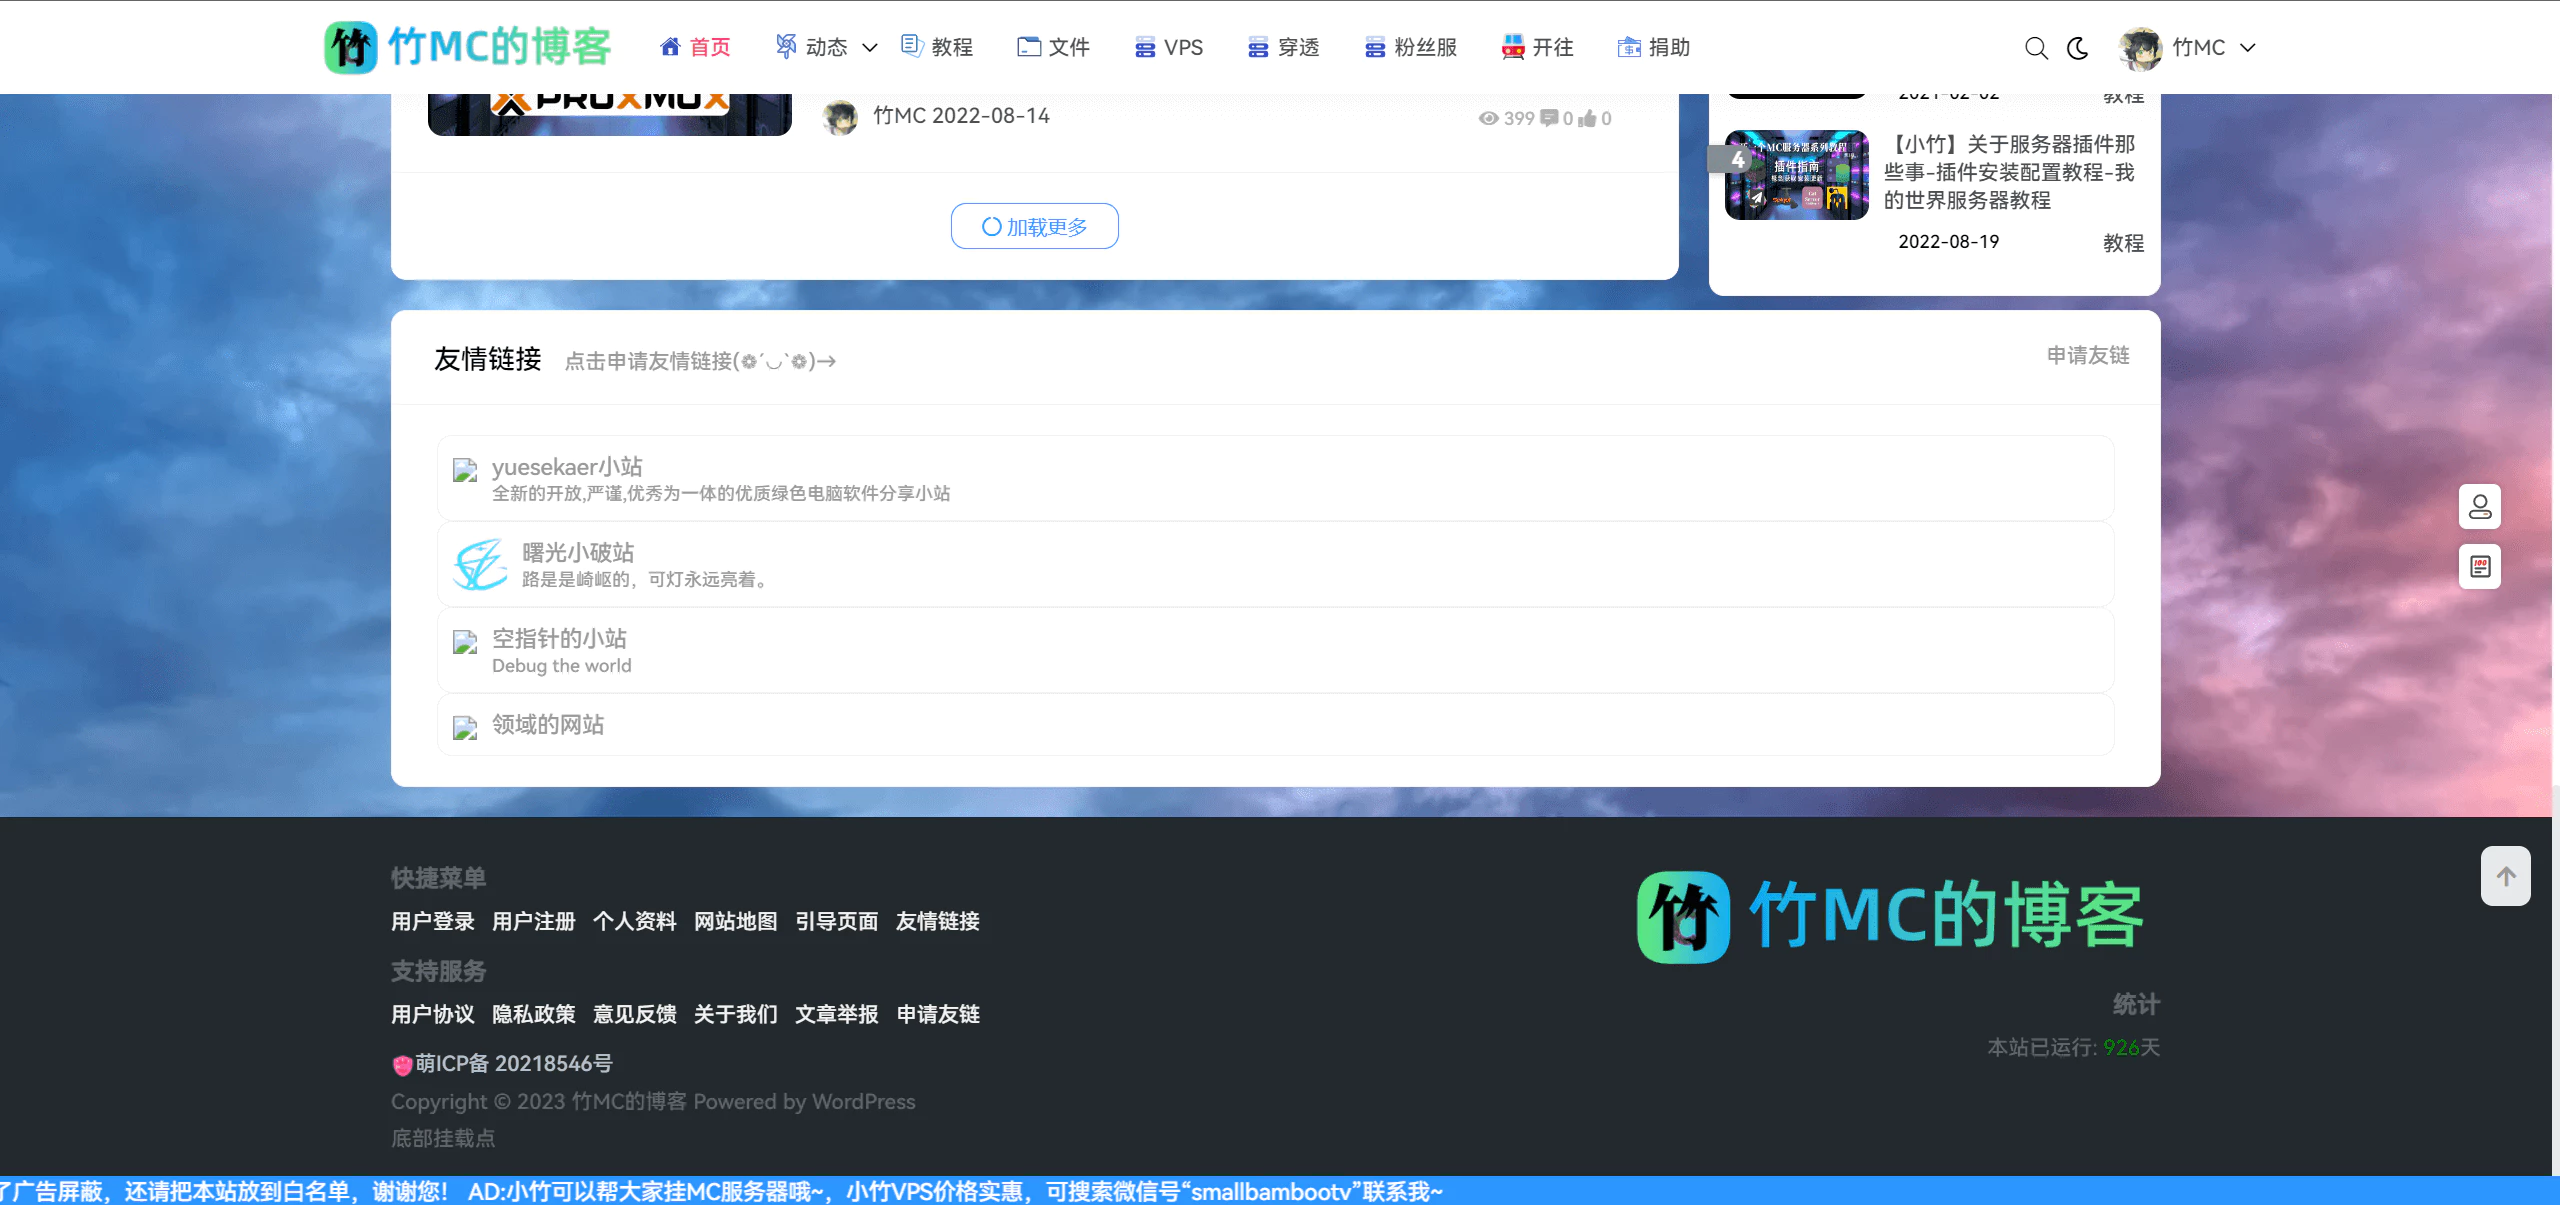 竹MC的博客 首页 动态 教程 文件 VPS 穿透 粉丝服 开往 捐助 竹MC
竹MC 2022-08-14 399 0 0
加载更多
教程
4
插件指南
【小竹】关于服务器插件那
些事-插件安装配置教程-我
的世界服务器教程
2022-08-19 教程
友情链接 点击申请友情链接(❁´◡`❁)→ 申请友链
yuesekaer小站
全新的开放,严谨,优秀为一体的优质绿色电脑软件分享小站
曙光小破站
路是是崎岖的，可灯永远亮着。
空指针的小站
Debug the world
领域的网站
快捷菜单
用户登录 用户注册 个人资料 网站地图 引导页面 友情链接
支持服务
用户协议 隐私政策 意见反馈 关于我们 文章举报 申请友链
萌ICP备 20218546号
Copyright © 2023 竹MC的博客 Powered by WordPress
底部挂载点
竹MC的博客
统计
本站已运行: 926天
了广告屏蔽，还请把本站放到白名单，谢谢您！ AD:小竹可以帮大家挂MC服务器哦~，小竹VPS价格实惠，可搜索微信号“smallbambootv”联系我~